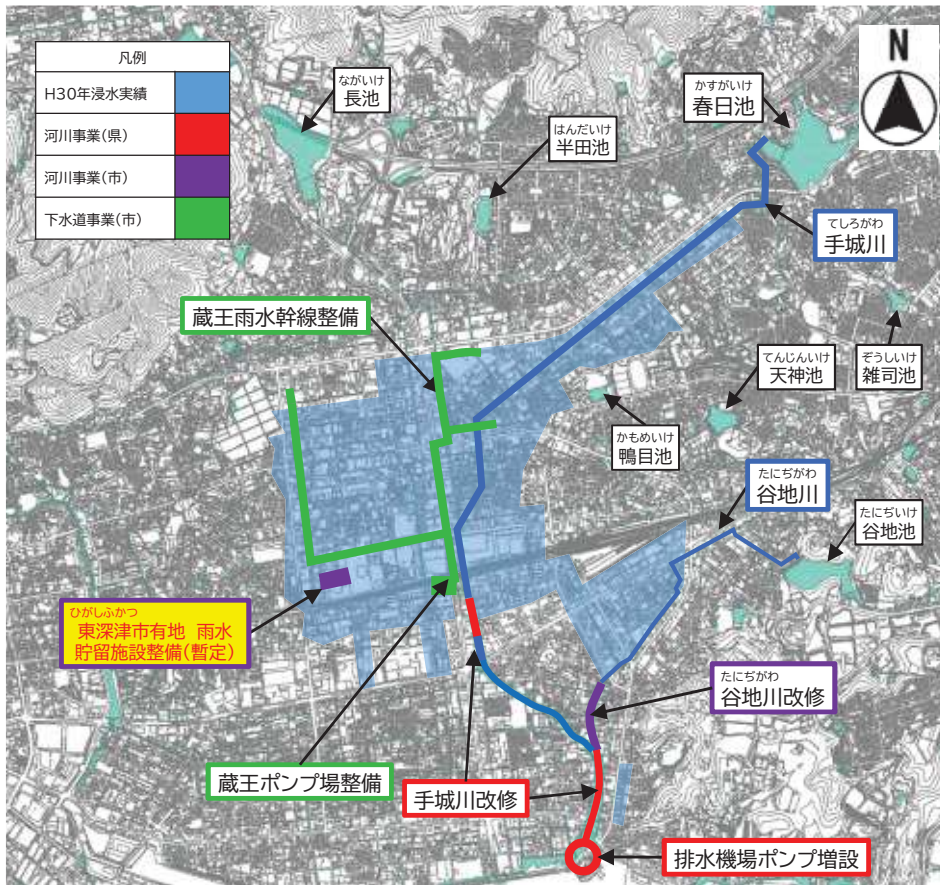 凡例
H30年浸水実績
河川事業(県)
河川事業(市)
下水道事業(市)
ながいけ
長池
はんだいけ
半田池
かすがいけ
春日池
N
てしろがわ
手城川
蔵王雨水幹線整備
てんじんいけ
天神池
ぞうしいけ
雑司池
かもめいけ
鴨目池
たにぢがわ
谷地川
たにぢいけ
谷地池
ひがしふかつ
東深津市有地 雨水
貯留施設整備(暫定)
たにぢがわ
谷地川改修
蔵王ポンプ場整備
手城川改修
排水機場ポンプ増設